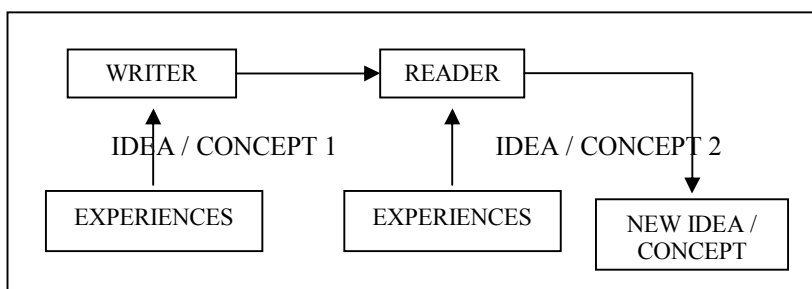 WRITER
READER
IDEA / CONCEPT 1
IDEA / CONCEPT 2
EXPERIENCES
EXPERIENCES
NEW IDEA /
CONCEPT